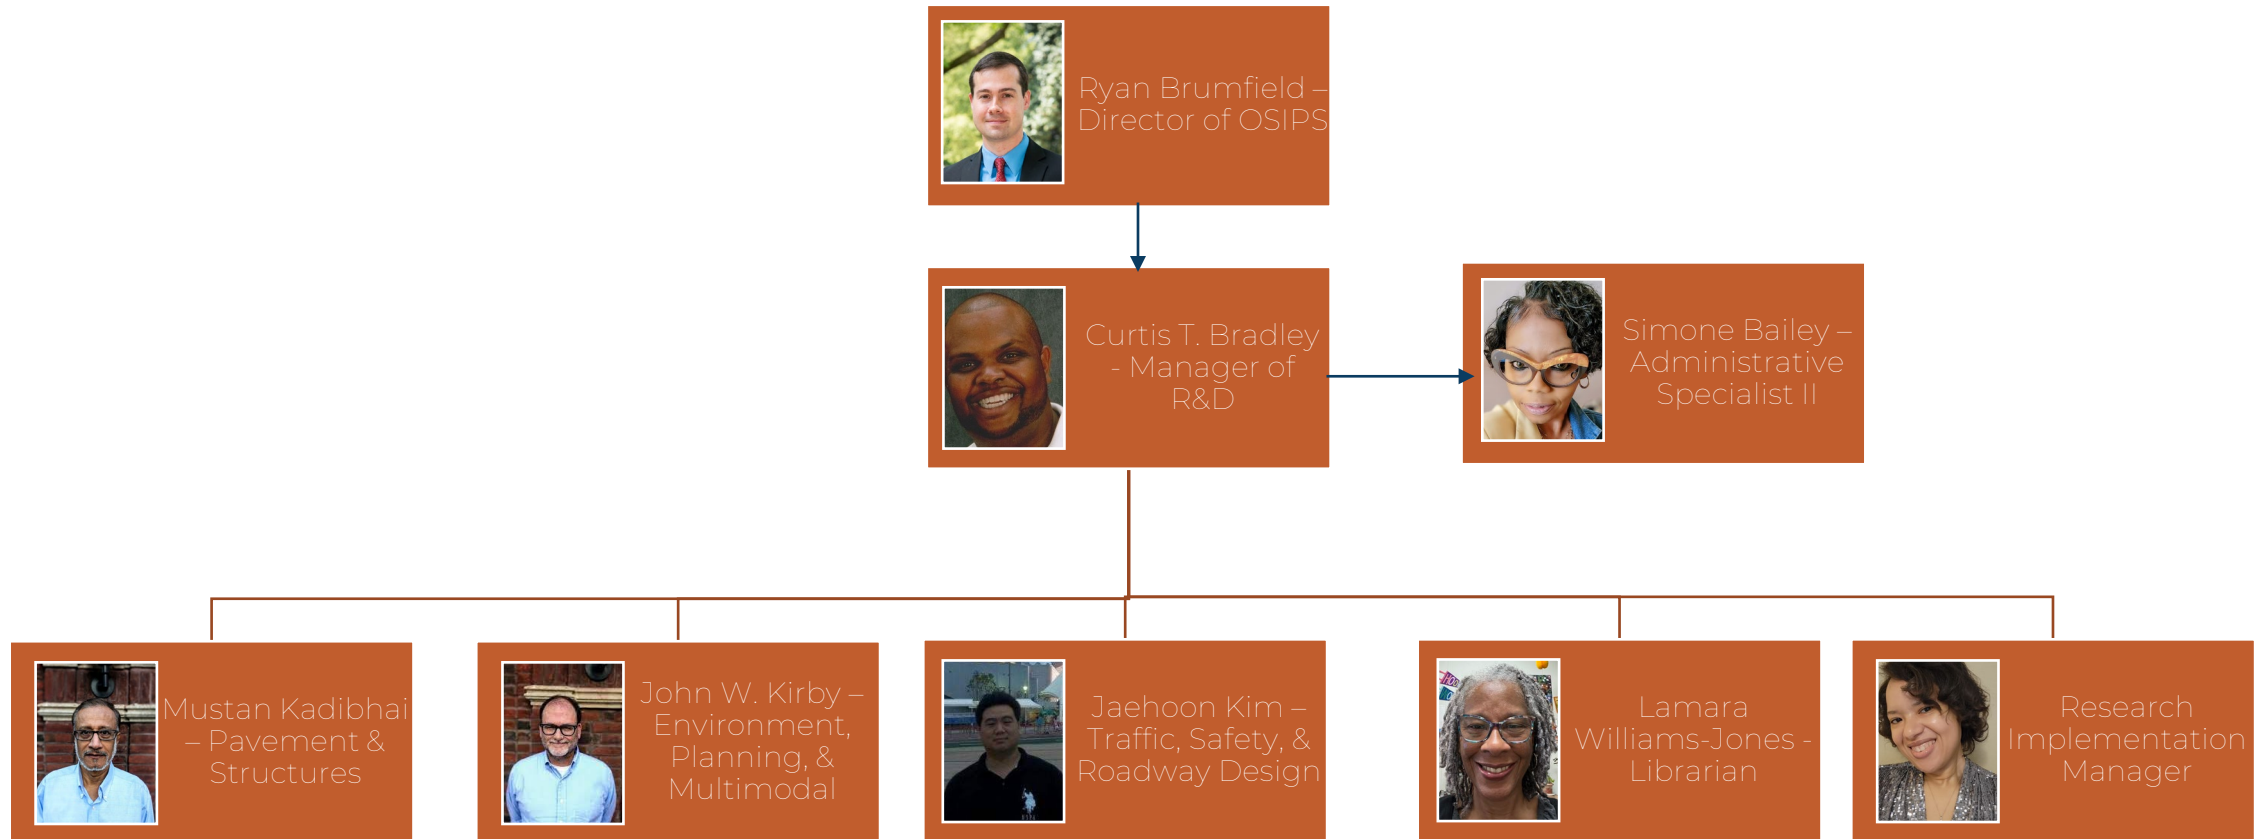 Ryan Brumfield –
Director of OSIPS
Curtis T. Bradley
- Manager of
R&D
Simone Bailey –
Administrative
Specialist II
Mustan Kadibhai
– Pavement &
Structures
John W. Kirby –
Environment,
Planning, &
Multimodal
Jaehoon Kim –
Traffic, Safety, &
Roadway Design
Lamara
Williams-Jones -
Librarian
Research
Implementation
Manager